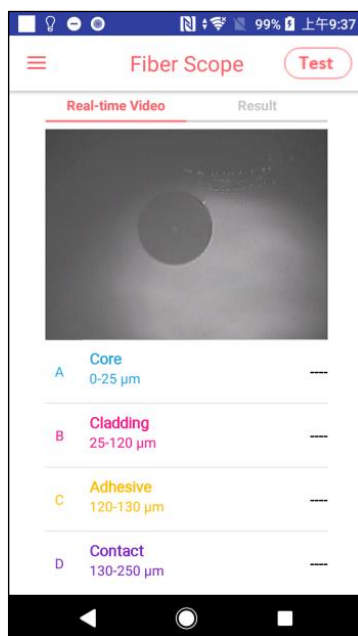 99% 上午9:37
Fiber Scope
Test
Real-time Video
Result
A
Core
0-25 µm
----
B
Cladding
25-120 µm
----
C
Adhesive
120-130 µm
----
D
Contact
130-250 µm
----